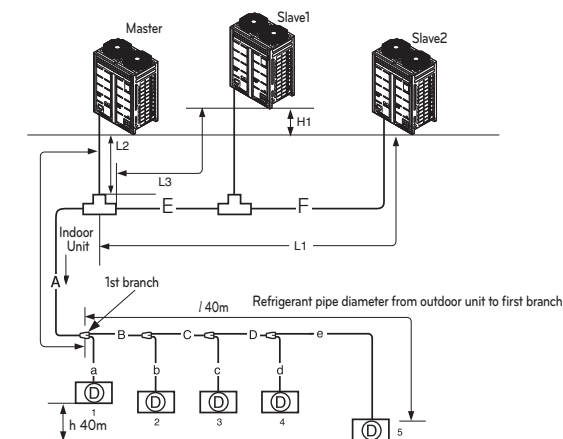 Master
Slave1
Slave2
H1
L2
L3
E
F
L1
Indoor
Unit
A
1st branch
l 40m
Refrigerant pipe diameter from outdoor unit to first branch
B
C
D
e
a
b
c
d
D
D
D
D
D
1
2
3
4
5
h 40m